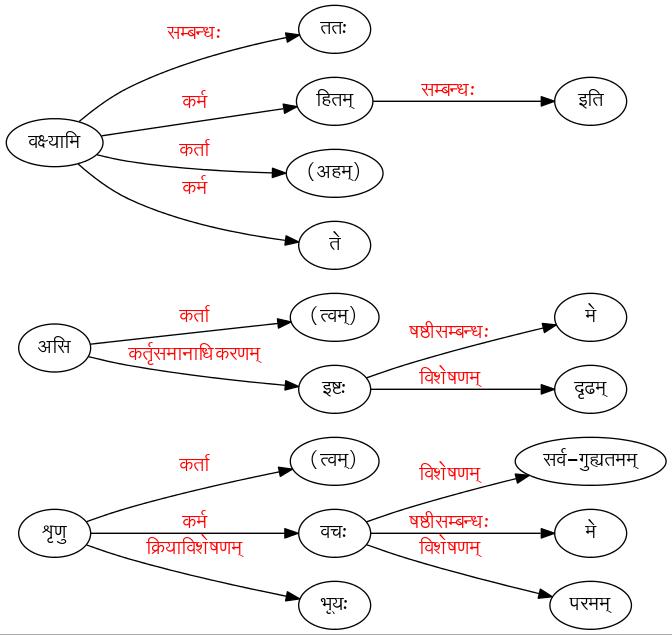 सम्बन्धः
ततः
कर्म
हितम्
सम्बन्धः
इति
वक्ष्यामि
कर्ता
(अहम्)
कर्म
ते
कर्ता
(त्वम्)
षष्ठीसम्बन्धः
मे
असि
कर्तृसमानाधिकरणम्
इष्टः
विशेषणम्
दृढम्
कर्ता
(त्वम्)
विशेषणम्
सर्व-गुह्यतमम्
शृणु
कर्म
वचः
षष्ठीसम्बन्धः
मे
क्रियाविशेषणम्
भूयः
विशेषणम्
परमम्